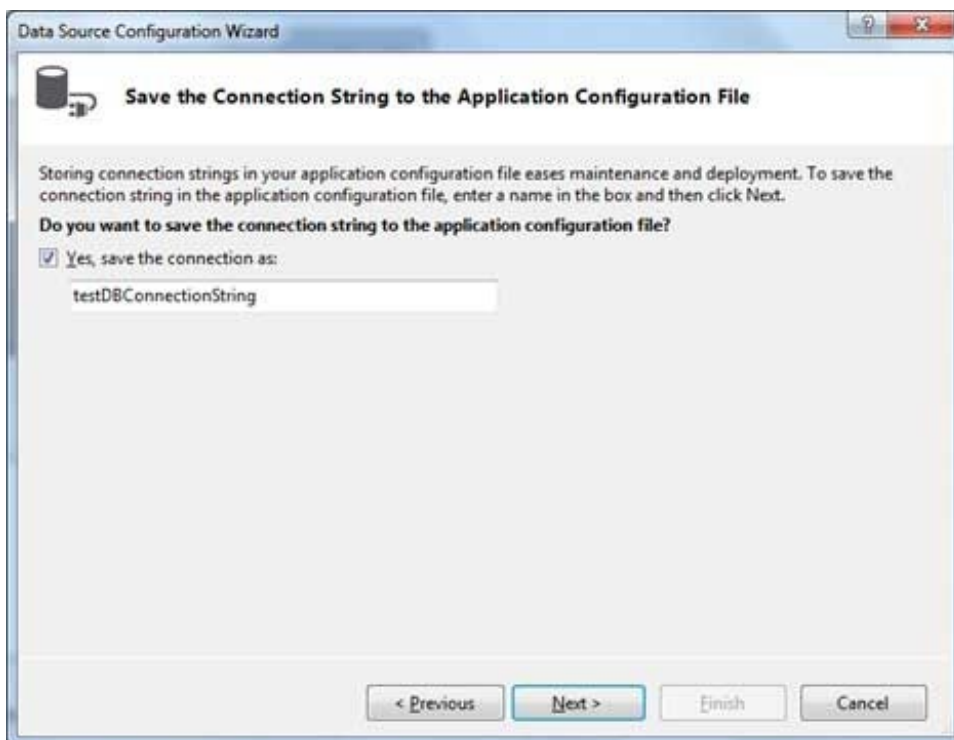 Data Source Configuration Wizard
Save the Connection String to the Application Configuration File
Storing connection strings in your application configuration file eases maintenance and deployment. To save the
connection string in the application configuration file, enter a name in the box and then click Next.
Do you want to save the connection string to the application configuration file?
Yes, save the connection as:
testDBConnectionString
< Previous
Next >
Finish
Cancel